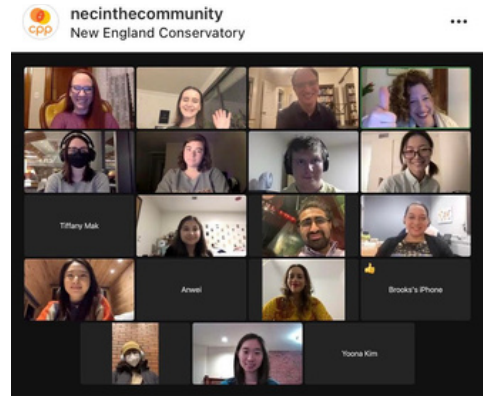 cpp
necinthecommunity
New England Conservatory
Tiffany Mak
Anwei
Brooks's iPhone
Yoona Kim